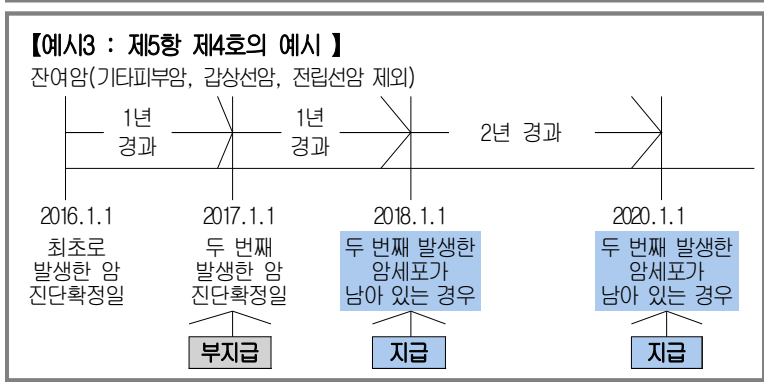 【예시3 : 제5항 제4호의 예시 】
잔여암(기타피부암, 갑상선암, 전립선암 제외)
1년
경과
1년
경과
2년 경과
2016.1.1
2017.1.1
2018.1.1
2020.1.1
최초로
발생한 암
진단확정일
두 번째
발생한 암
진단확정일
두 번째 발생한
암세포가
남아 있는 경우
두 번째 발생한
암세포가
남아 있는 경우
부지급
지급
지급